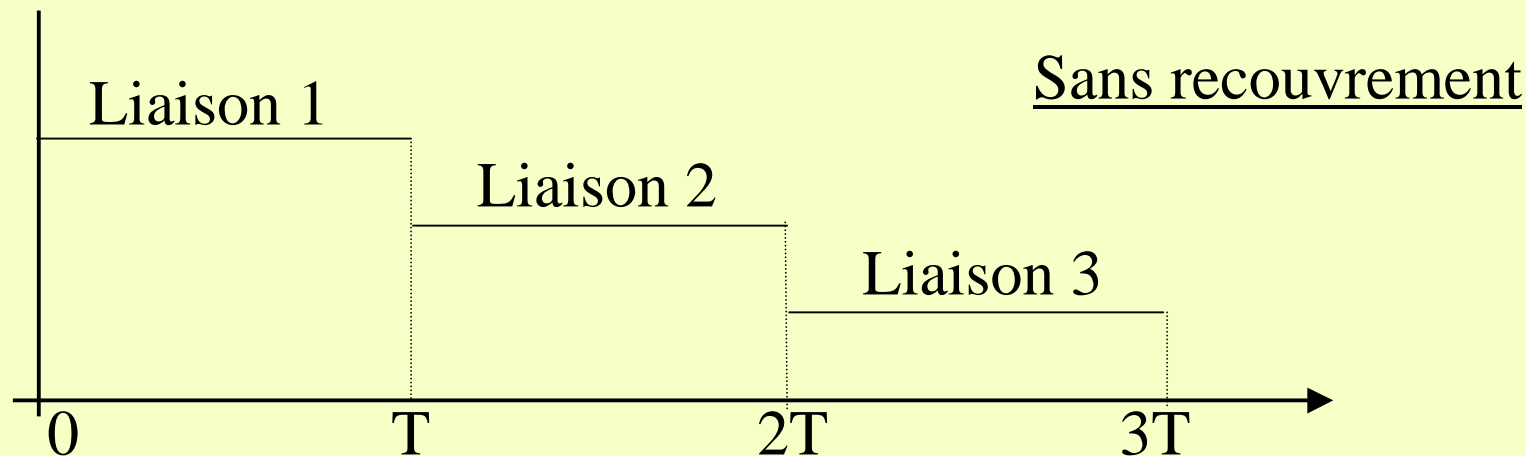 Sans recouvrement
Liaison 1
Liaison 2
Liaison 3
0 T 2T 3T